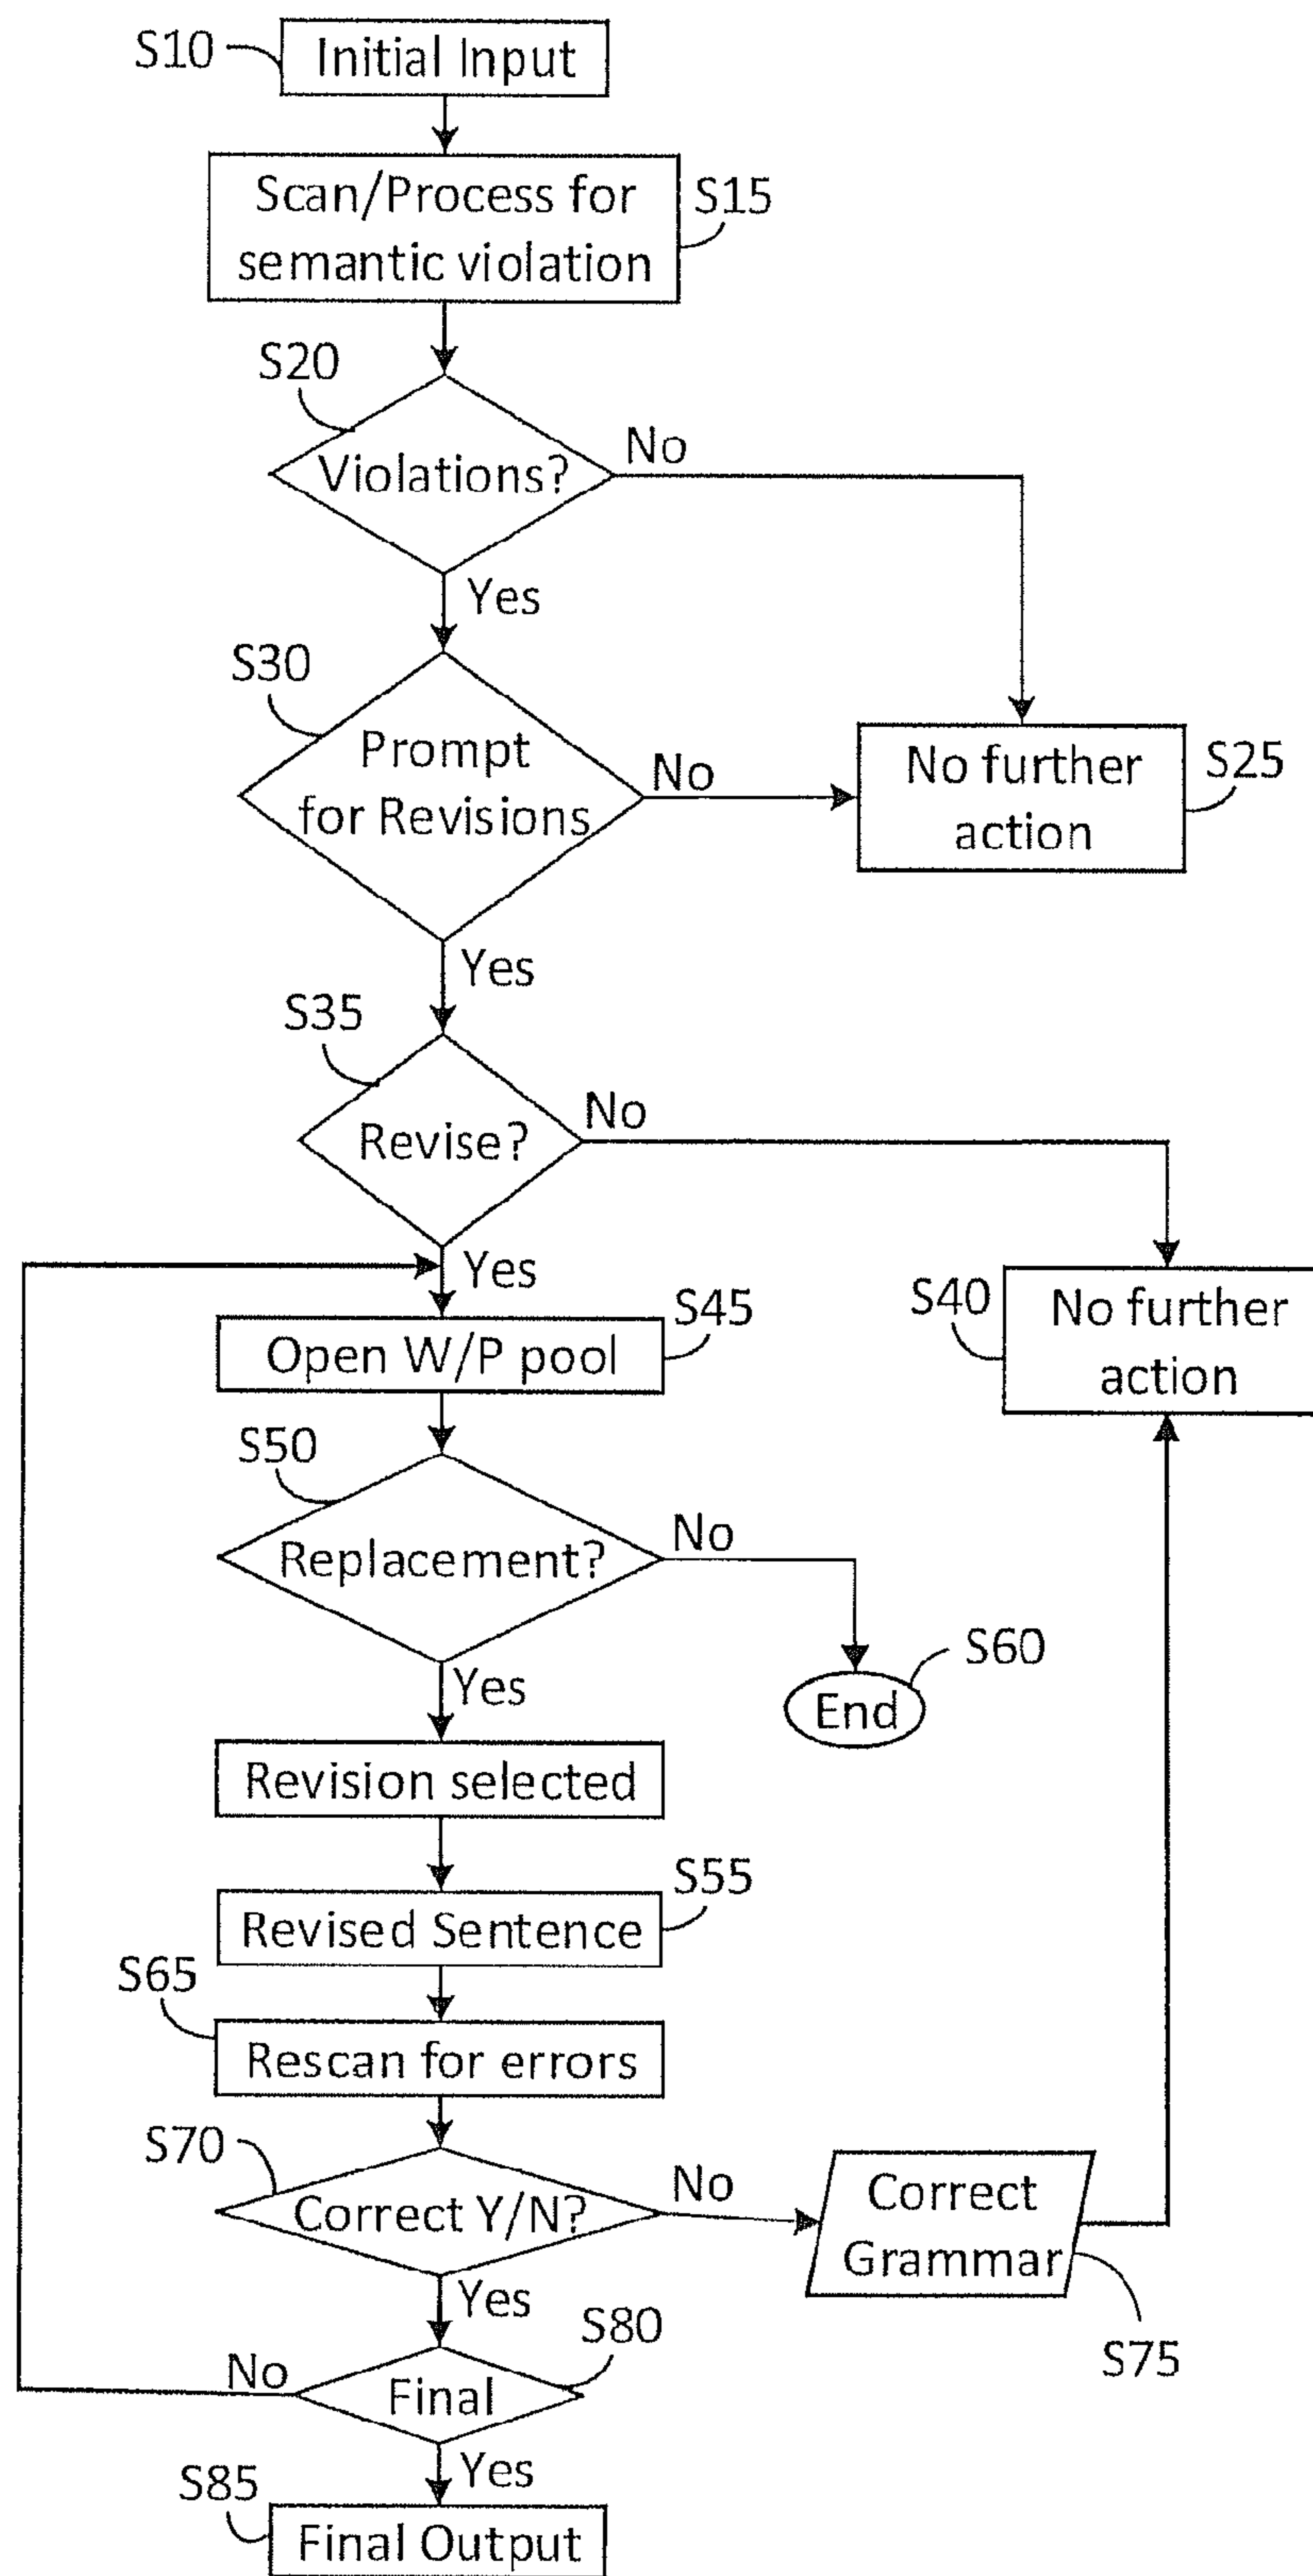 S10
Initial Input
Scan/Process for
semantic violation
S15
S20
Violations?
No
Yes
S30
Prompt
for Revisions
No
No further
action
S25
Yes
S35
Revise?
No
Yes
S40
No further
action
Open W/P pool
S45
S50
Replacement?
No
S60
End
Yes
Revision selected
S55
Revised Sentence
S65
Rescan for errors
S70
Correct Y/N?
No
Correct
Grammar
S75
Yes
S80
Final
No
Yes
S85
Final Output